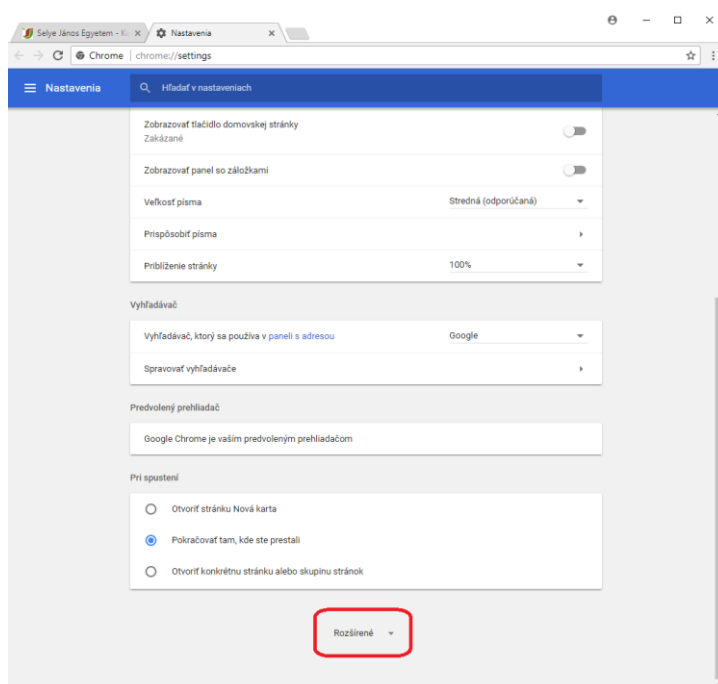 Selye János Egyetem - K
Nastavenia
Chrome
chrome://settings
Nastavenia
Hľadať v nastaveniach
Zobrazovať tlačidlo domovskej stránky
Zakázané
Zobrazovať panel so záložkami
Veľkosť písma
Stredná (odporúčaná)
Prispôsobiť písma
Priblíženie stránky
100%
Vyhľadávač
Vyhľadávač, ktorý sa používa v paneli s adresou
Google
Spravovať vyhľadávače
Predvolený prehliadač
Google Chrome je vaším predvoleným prehliadačom
Pri spustení
Otvoriť stránku Nová karta
Pokračovať tam, kde ste prestali
Otvoriť konkrétnu stránku alebo skupinu stránok
Rozšírené